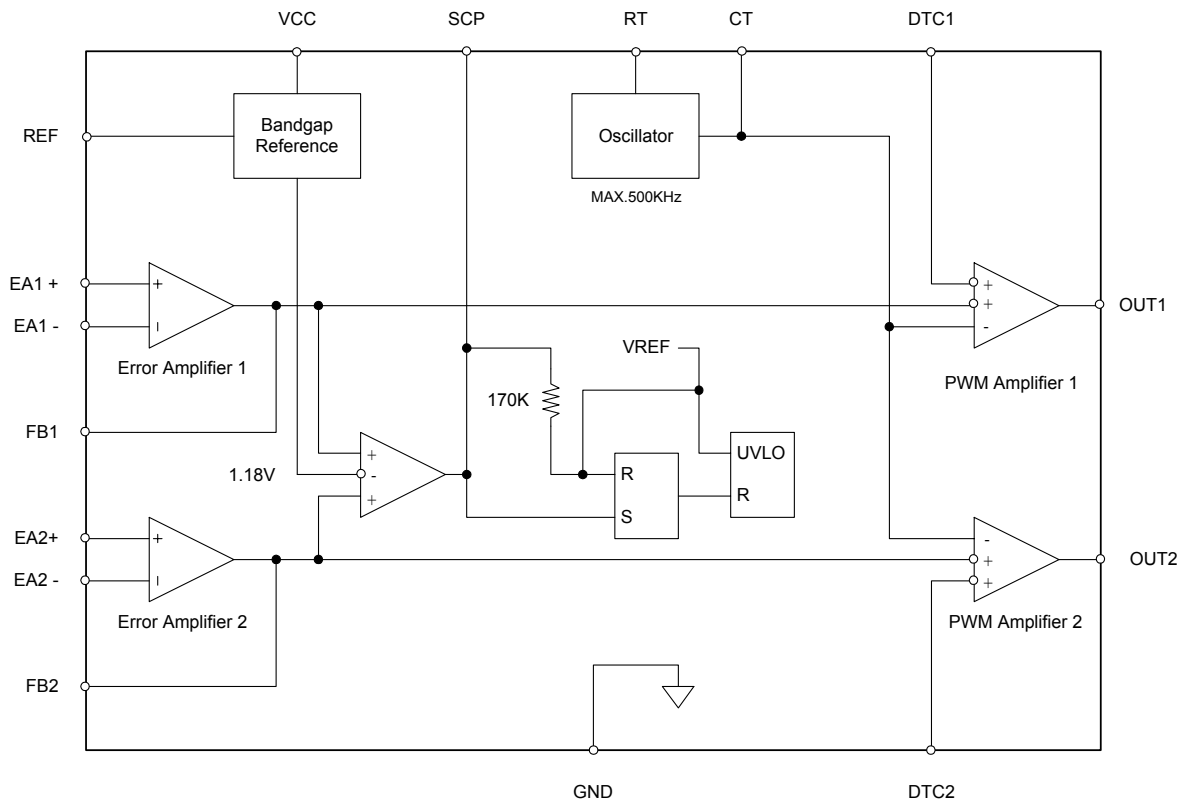 VCC
SCP
RT
CT
DTC1
REF
Bandgap
Reference
Oscillator
MAX.500KHz
EA1 +
+
EA1 -
-
Error Amplifier 1
+
+
-
OUT1
PWM Amplifier 1
VREF
170K
FB1
1.18V
+
-
+
R
S
UVLO
R
EA2+
+
EA2 -
-
Error Amplifier 2
-
+
+
OUT2
PWM Amplifier 2
FB2
GND
DTC2